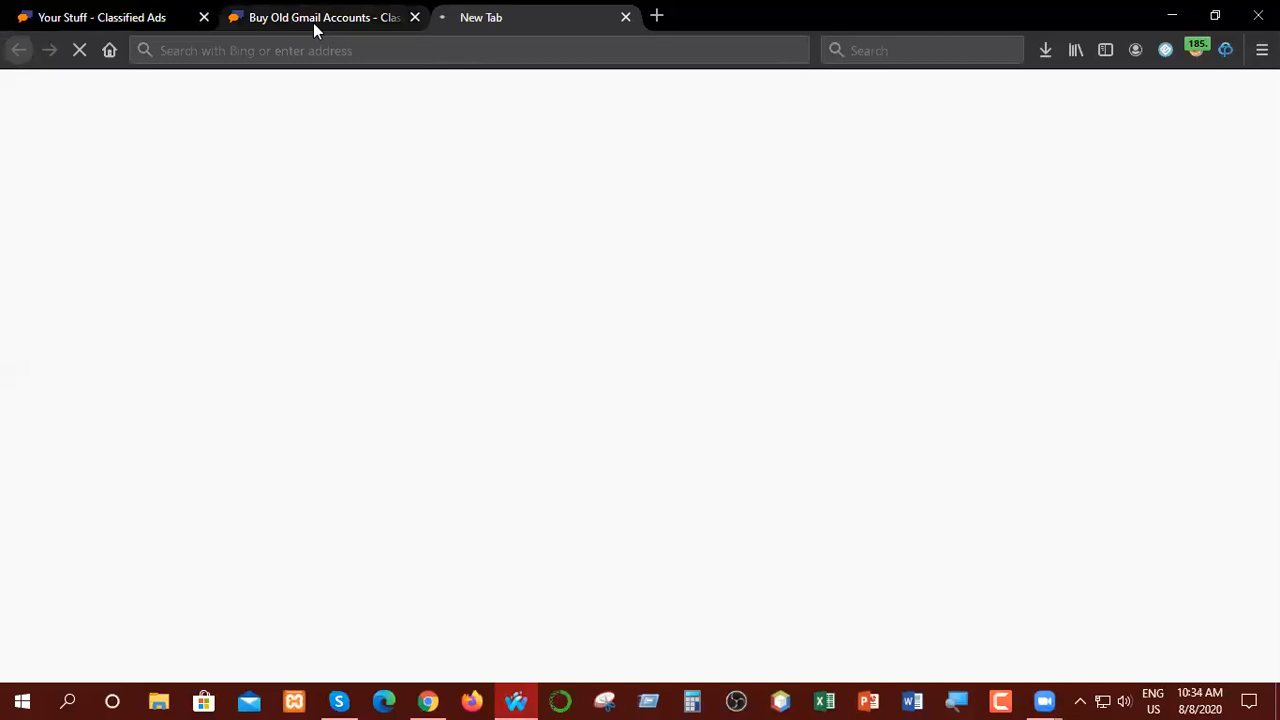 Your Stuff - Classified Ads
Buy Old Gmail Accounts - Clas
New Tab
Search with Bing or enter address
Search
185.
ENG
US
10:34 AM
8/8/2020